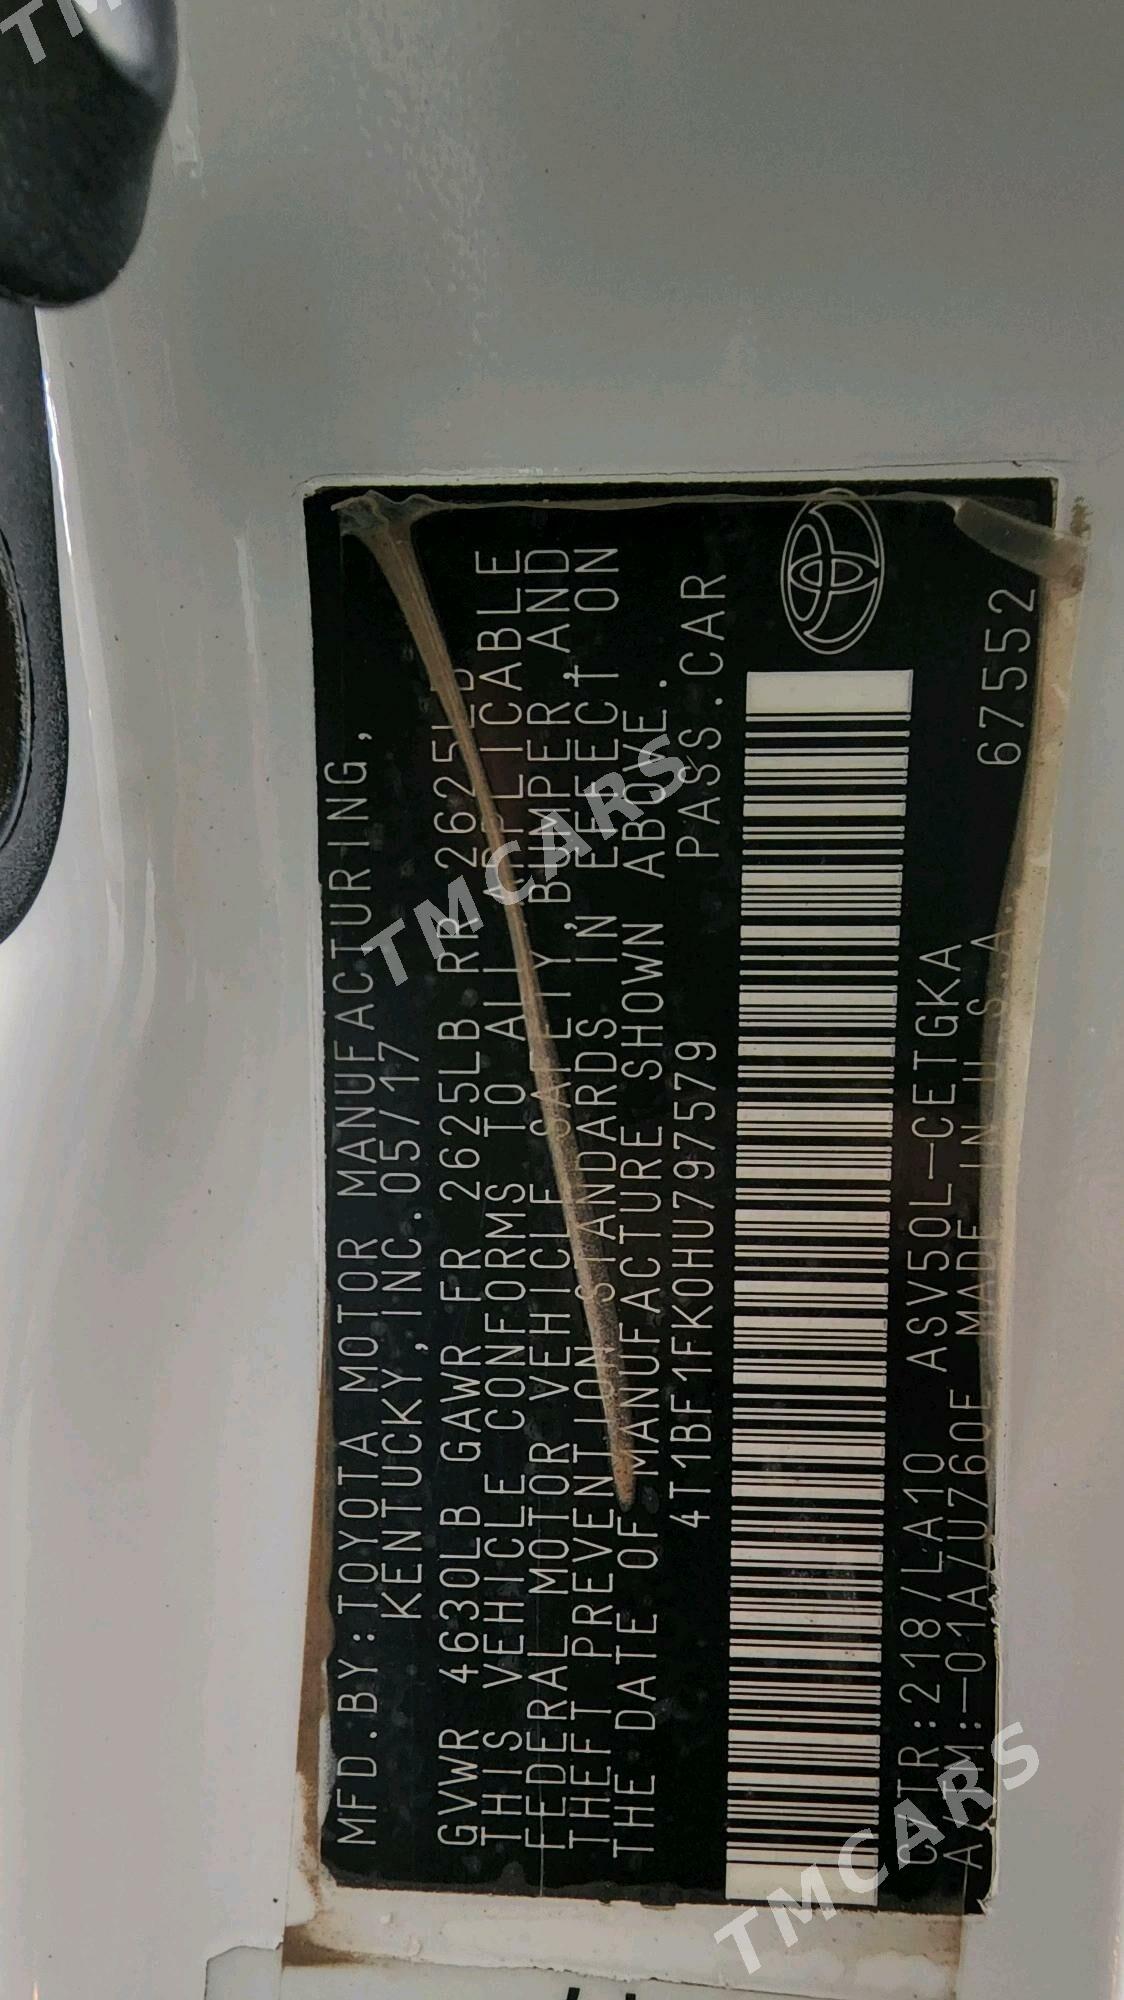 MFD.BY:TOYOTA MOTOR MANUFACTURING,
KENTUCKY,INC.05/17
GVWR 4630LB GAWR FR 2625LB RR 2625LB
THIS VEHICLE CONFORMS TO ALL APPLICABLE
FEDERAL MOTOR VEHICLE SAFETY, BUMPER, AND
THEFT PREVENTION STANDARDS IN EFFECT ON
THE DATE OF MANUFACTURE SHOWN ABOVE.
4T1BF1FK0HU797579 PASS.CAR
C/TR:218/LA10 ASV50L-CETGKA
A/TM:-01A/U760F MADE IN U.S.A. 67552
TMCARS
TMCARS
TM